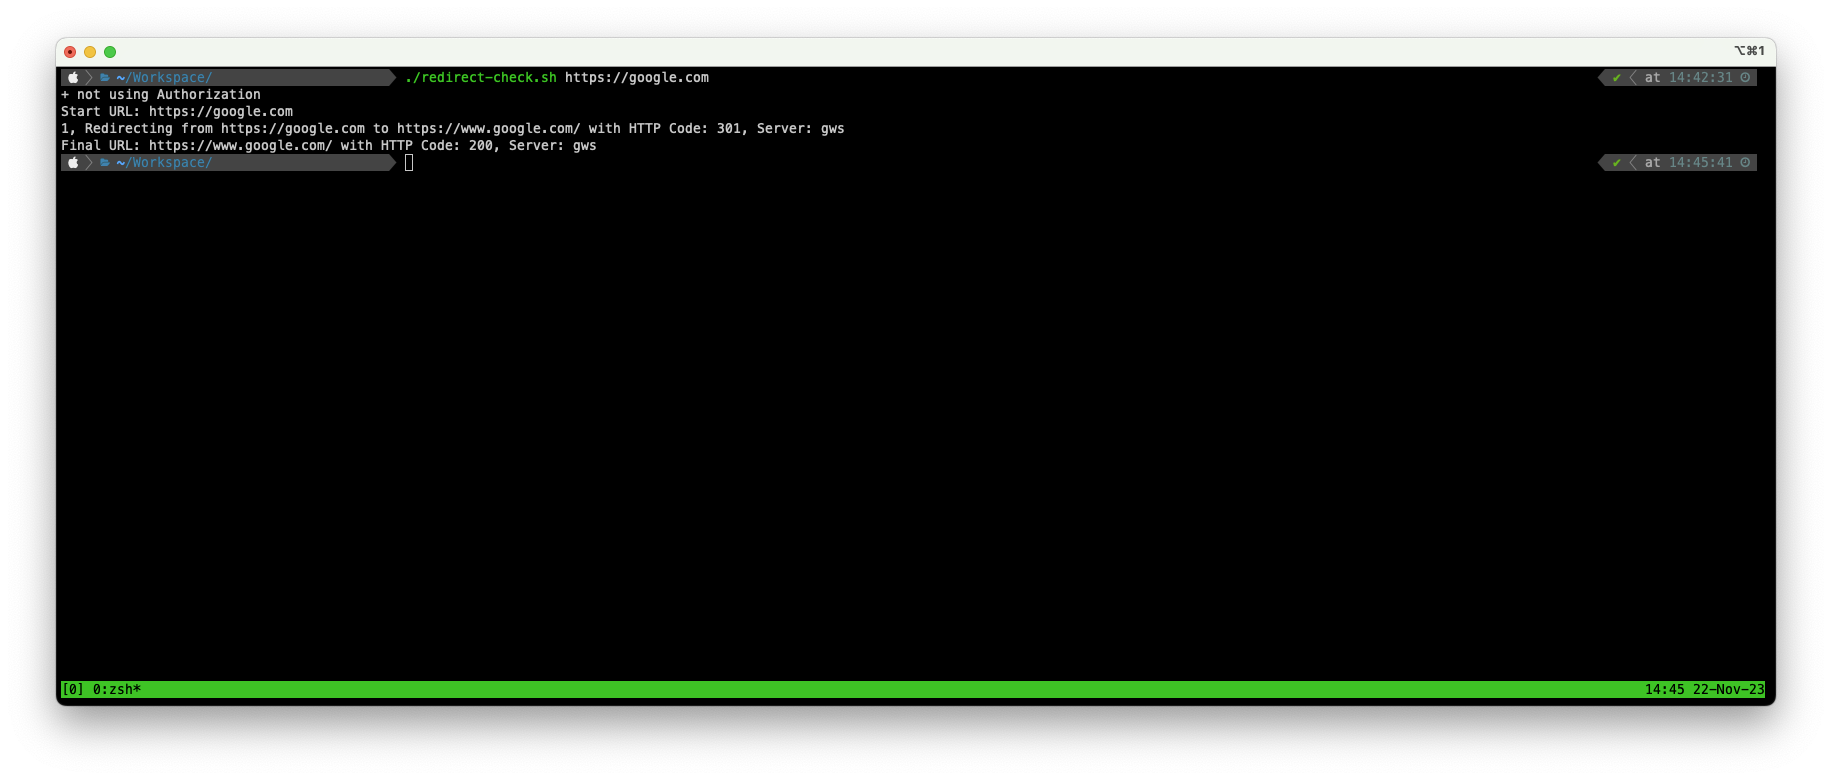 ⌥⌘1
~/Workspace/ ./redirect-check.sh https://google.com ✔ at 14:42:31
+ not using Authorization
Start URL: https://google.com
1, Redirecting from https://google.com to https://www.google.com/ with HTTP Code: 301, Server: gws
Final URL: https://www.google.com/ with HTTP Code: 200, Server: gws
~/Workspace/ ✔ at 14:45:41
[0] 0:zsh* 14:45 22-Nov-23